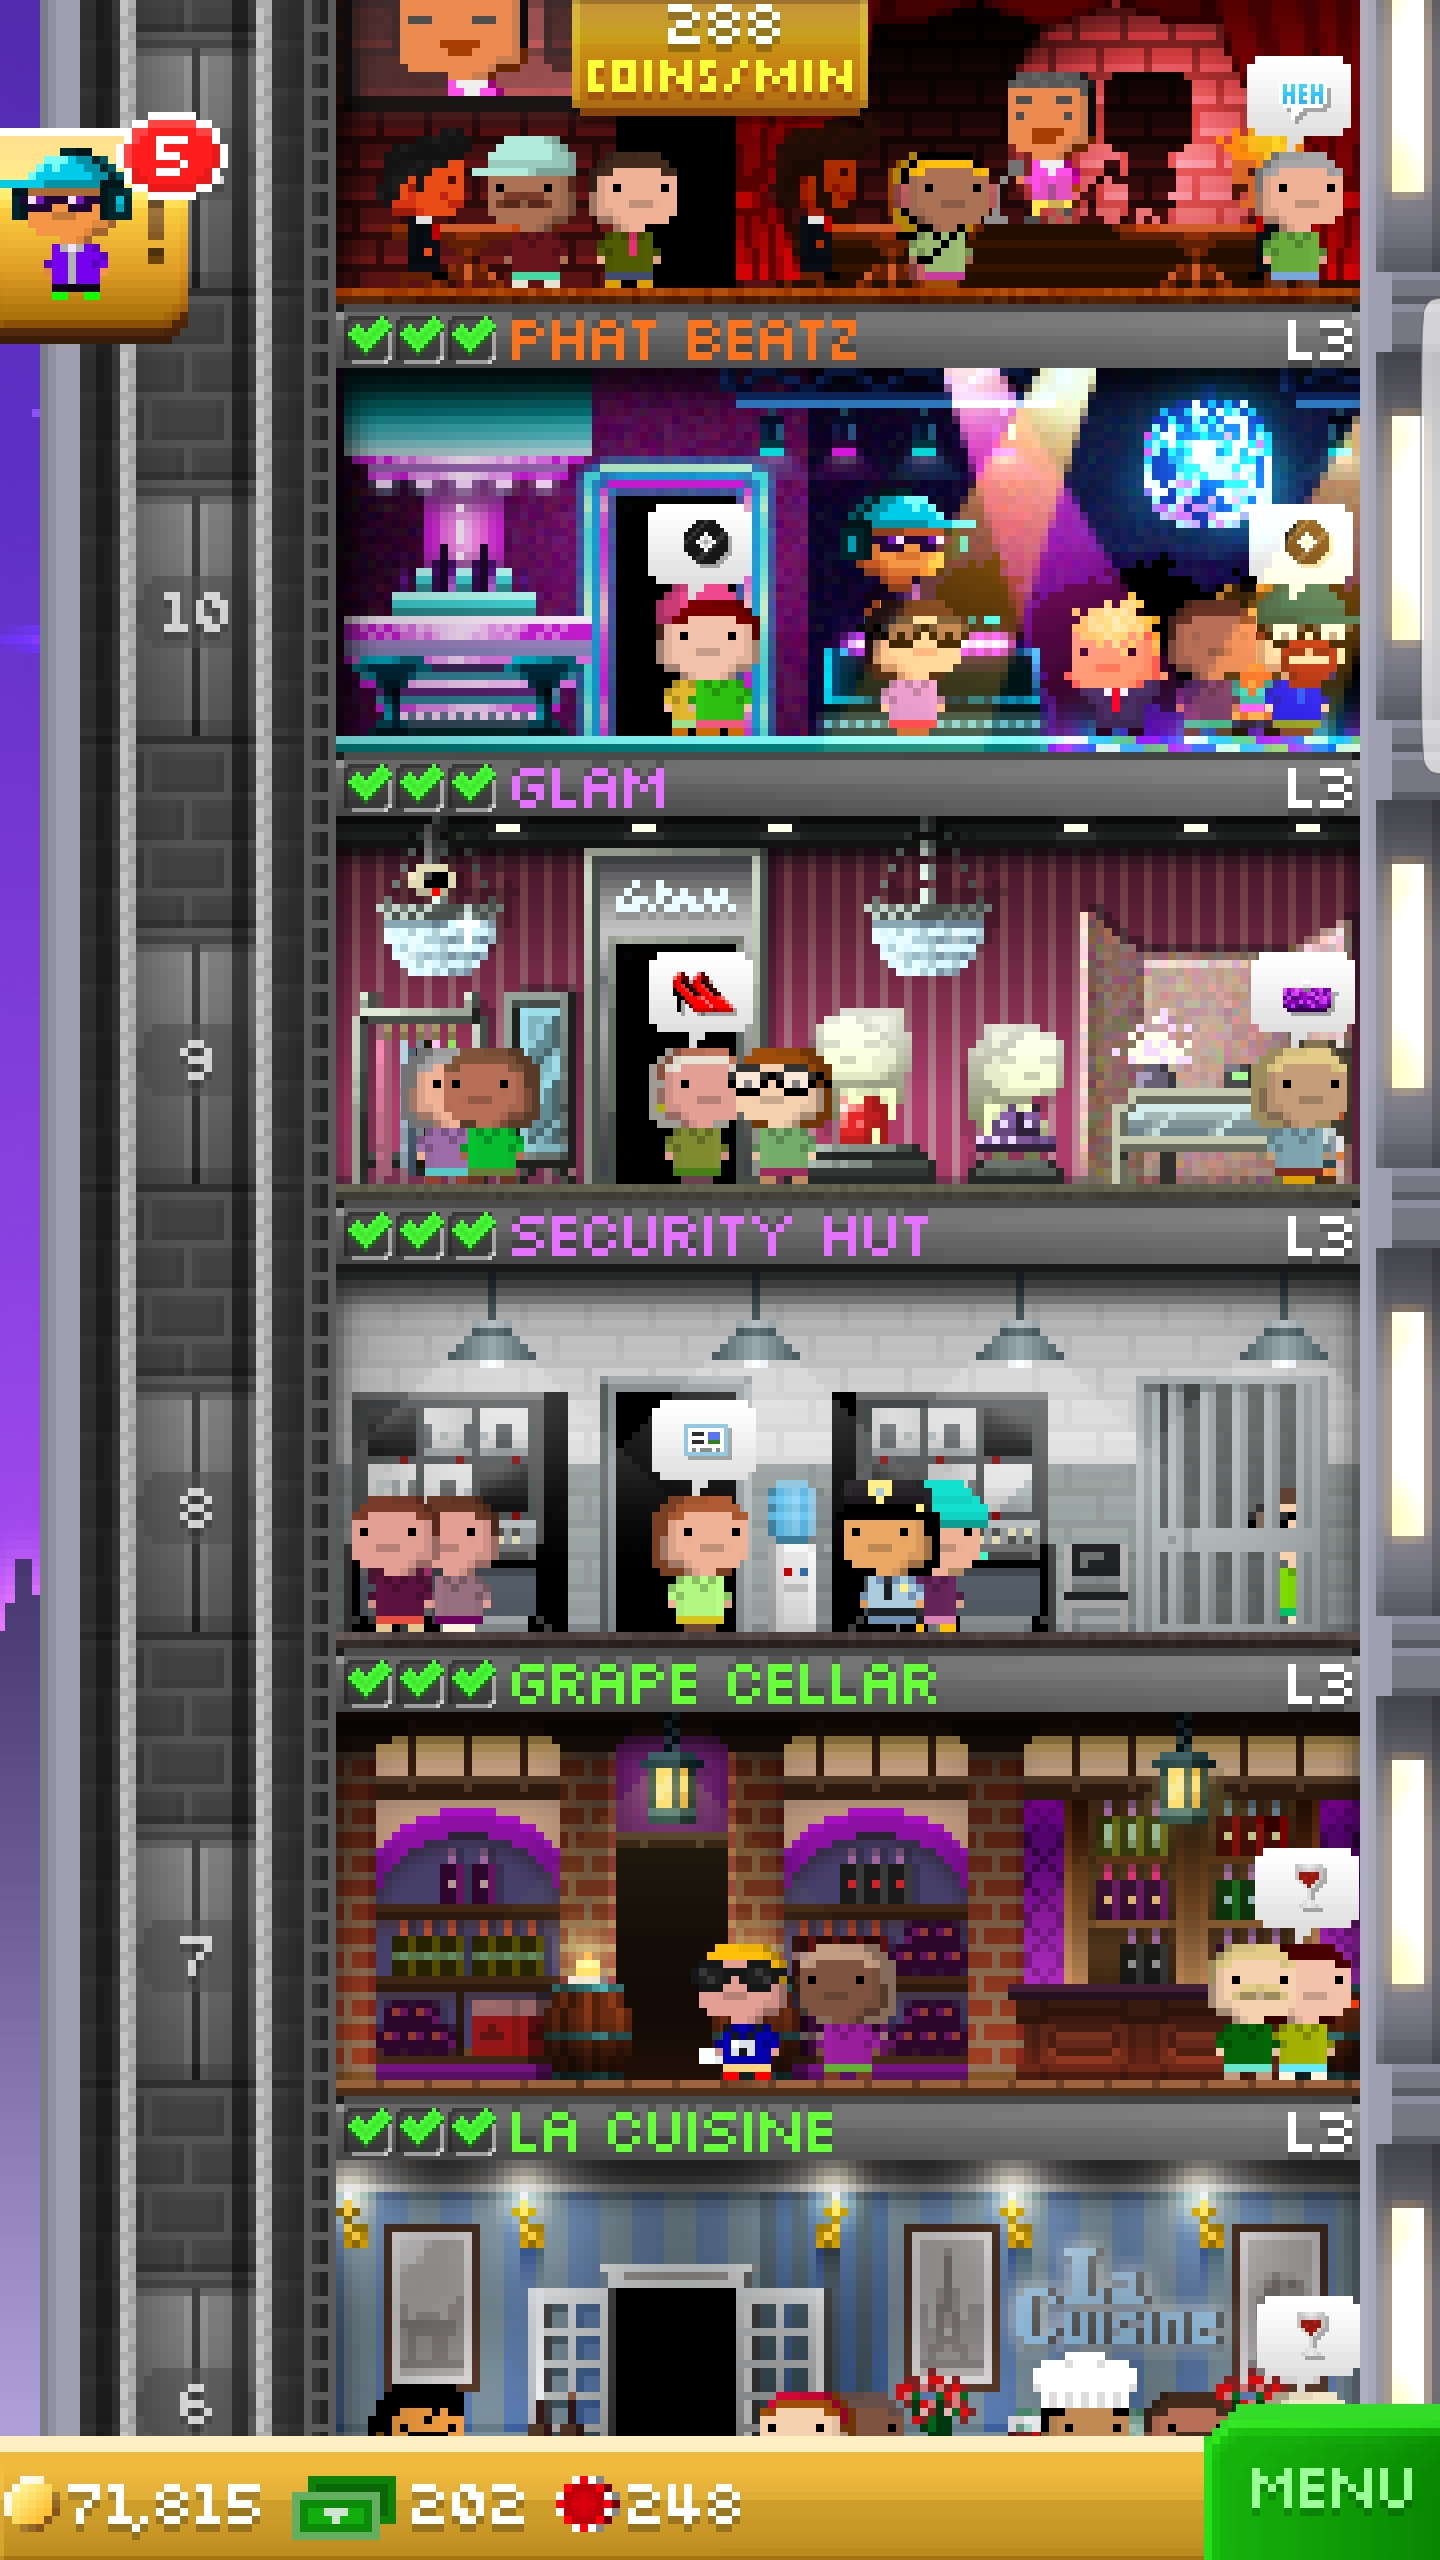 288
COINS/MIN
HEH
5
!
PHAT BEATZ L3
10
GLAM L3
Glam
9
SECURITY HUT L3
8
GRAPE CELLAR L3
7
LA CUISINE L3
La
Cuisine
6
71,815 202 248
MENU